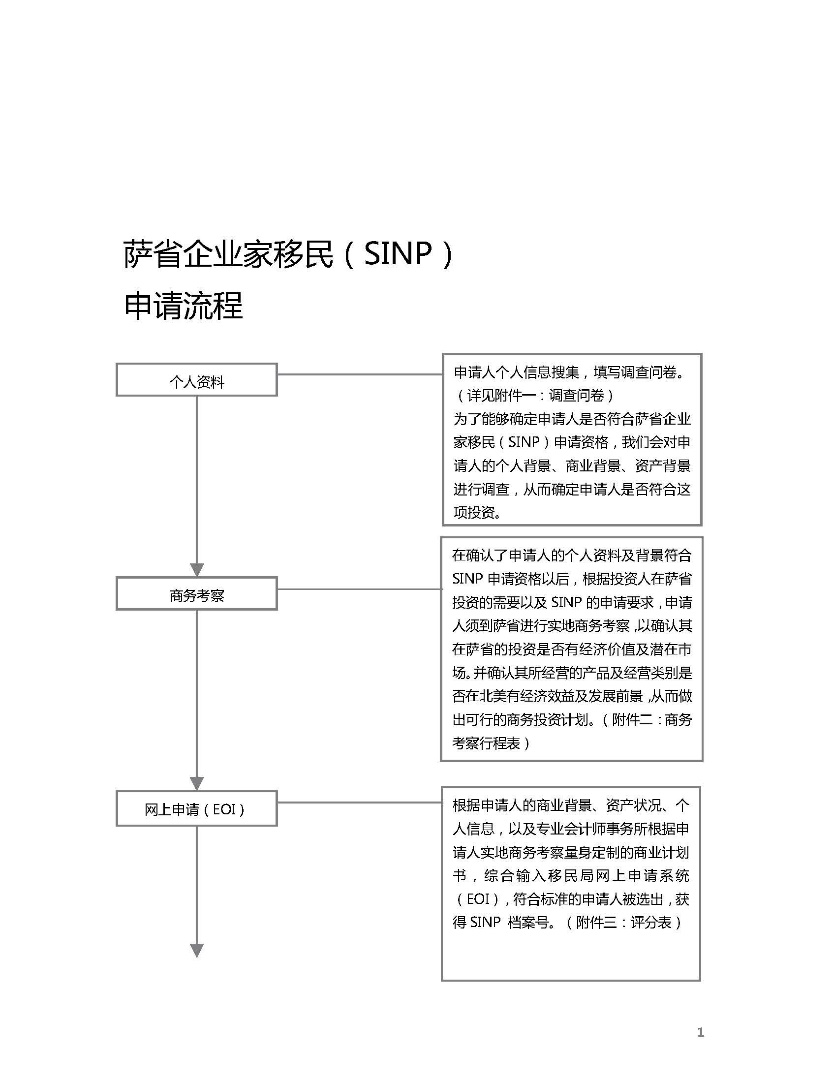 萨省企业家移民（SINP）
申请流程
个人资料
申请人个人信息搜集，填写调查问卷。
（详见附件一：调查问卷）
为了能够确定申请人是否符合萨省企业
家移民（SINP）申请资格，我们会对申
请人的个人背景、商业背景、资产背景
进行调查，从而确定申请人是否符合这
项投资。
商务考察
在确认了申请人的个人资料及背景符合
SINP 申请资格以后，根据投资人在萨省
投资的需要以及 SINP 的申请要求，申请
人须到萨省进行实地商务考察，以确认其
在萨省的投资是否有经济价值及潜在市
场。并确认其所经营的产品及经营类别是
否在北美有经济效益及发展前景，从而做
出可行的商务投资计划。（附件二：商务
考察行程表）
网上申请（EOI）
根据申请人的商业背景、资产状况、个
人信息，以及专业会计师事务所根据申
请人实地商务考察量身定制的商业计划
书，综合输入移民局网上申请系统
（EOI），符合标准的申请人被选出，获
得 SINP 档案号。（附件三：评分表）
1